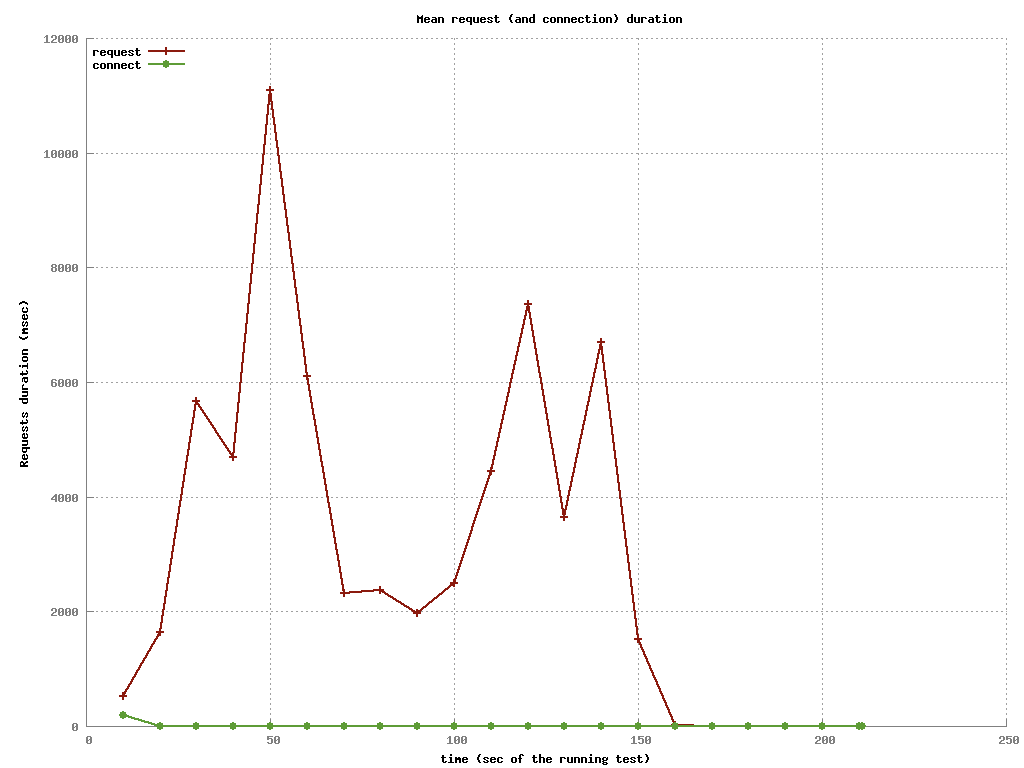 Mean request (and connection) duration
12000
request
connect
10000
8000
Requests duration (msec)
6000
4000
2000
0
0 50 100 150 200 250
time (sec of the running test)